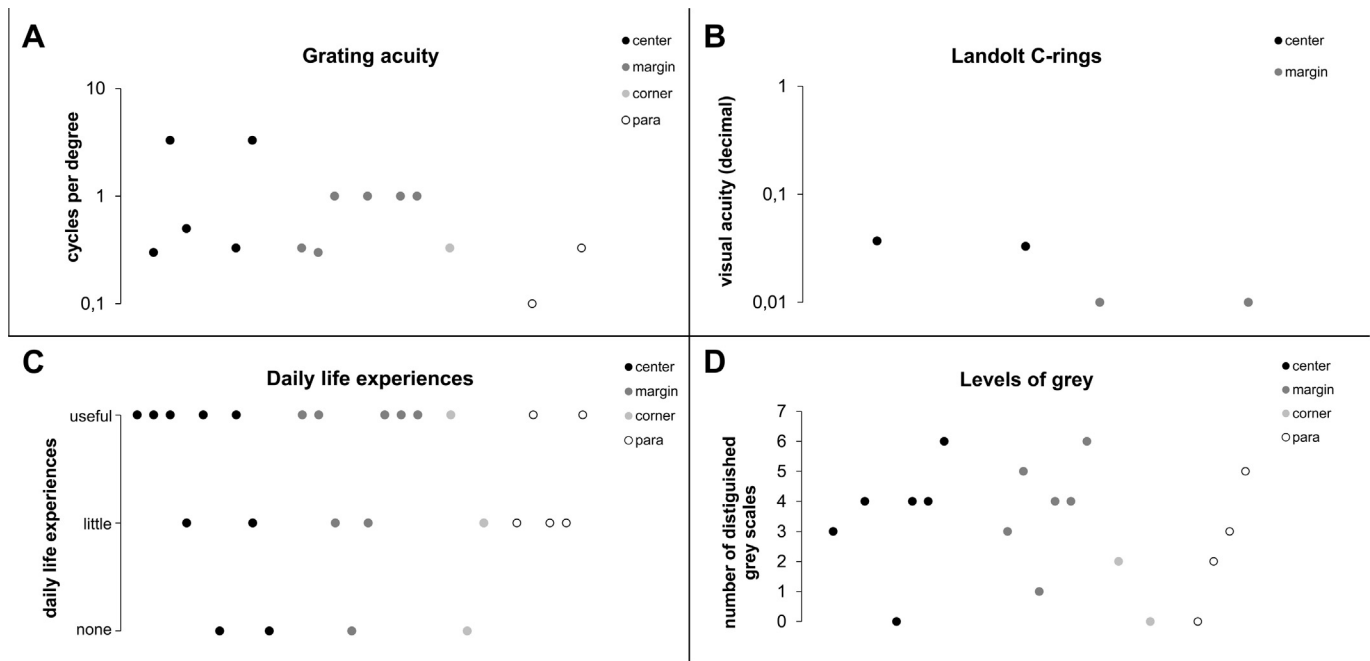 A
Grating acuity
center
margin
corner
para
cycles per degree
10
1
0,1
B
Landolt C-rings
center
margin
visual acuity (decimal)
1
0,1
0,01
C
Daily life experiences
center
margin
corner
para
daily life experiences
useful
little
none
D
Levels of grey
center
margin
corner
para
number of distiguished
grey scales
7
6
5
4
3
2
1
0